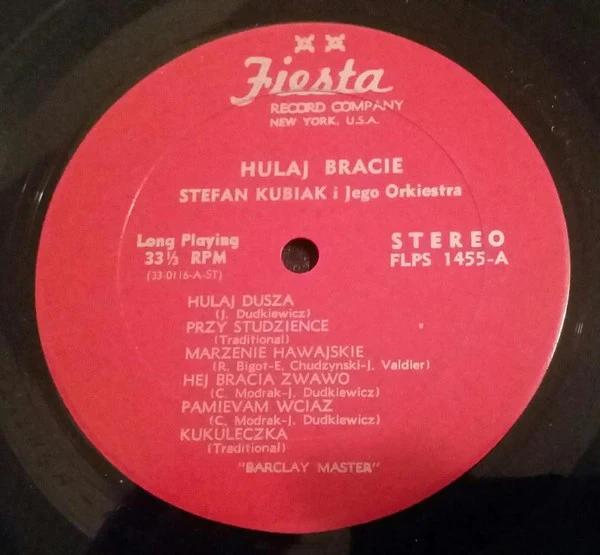 Fiesta
RECORD COMPANY
NEW YORK, U.S.A.
HULAJ BRACIE
STEFAN KUBIAK i Jego Orkiestra
Long Playing
33⅓ RPM
(33-0116-A-ST)
STEREO
FLPS 1455-A
HULAJ DUSZA
(J. Dudkiewicz)
PRZY STUDZIENCE
(Traditional)
MARZENIE HAWAJSKIE
(R. Bigot-E. Chudzynski-J. Valdier)
HEJ BRACIA ZWAWO
(C. Modrak-J. Dudkiewicz)
PAMIEVAM WCIAZ
(C. Modrak-J. Dudkiewicz)
KUKULECZKA
(Traditional)
"BARCLAY MASTER"